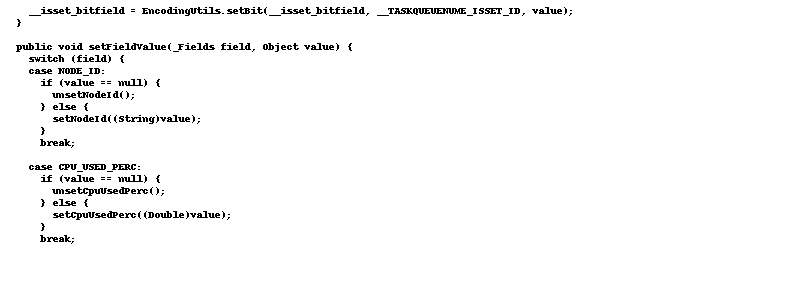 __isset_bitfield = EncodingUtils.setBit(__isset_bitfield, __TASKQUEUENUME_ISSET_ID, value);
}
public void setFieldValue(_Fields field, Object value) {
switch (field) {
case NODE_ID:
if (value == null) {
unsetNodeId();
} else {
setNodeId((String)value);
}
break;
case CPU_USED_PERC:
if (value == null) {
unsetCpuUsedPerc();
} else {
setCpuUsedPerc((Double)value);
}
break;